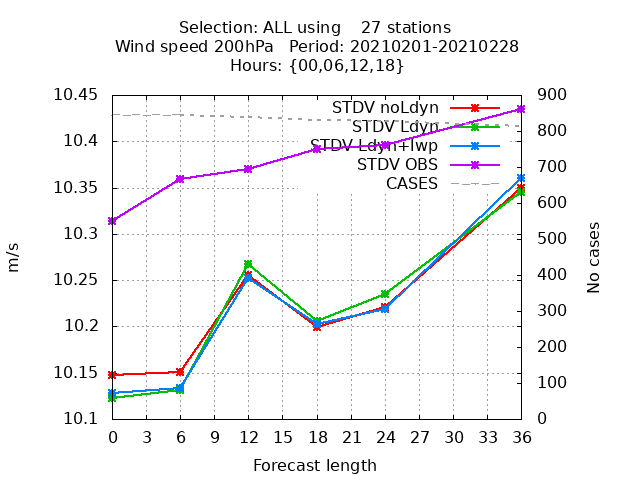 Selection: ALL using    27 stations
Wind speed 200hPa   Period: 20210201-20210228
Hours: {00,06,12,18}
STDV noLdyn
STDV Ldyn
STDV Ldyn+lwp
STDV OBS
CASES
10.45
10.4
10.35
10.3
10.25
10.2
10.15
10.1
m/s
900
800
700
600
500
400
300
200
100
0
No cases
0 3 6 9 12 15 18 21 24 27 30 33 36
Forecast length